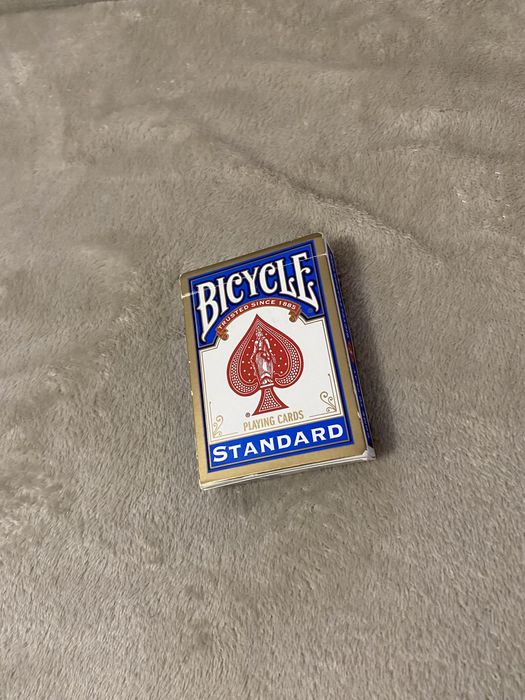 BICYCLE
TRUSTED SINCE 1885
®
PLAYING CARDS
STANDARD